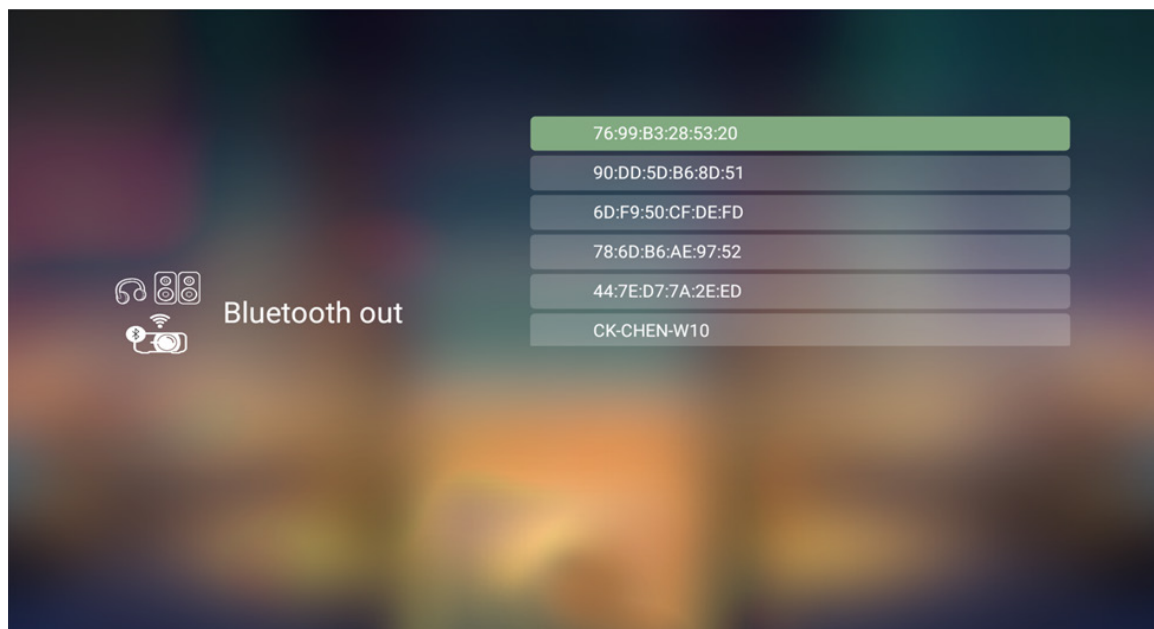 76:99:B3:28:53:20
90:DD:5D:B6:8D:51
6D:F9:50:CF:DE:FD
78:6D:B6:AE:97:52
44:7E:D7:7A:2E:ED
Bluetooth out
CK-CHEN-W10